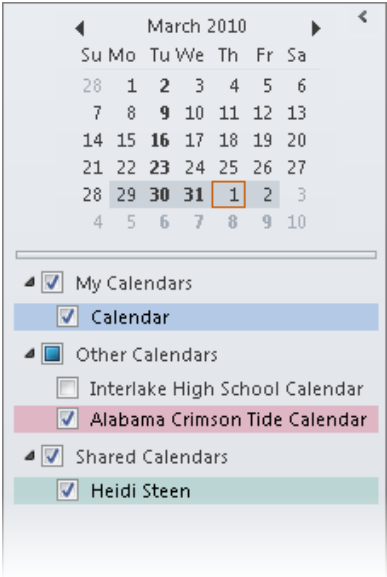 March 2010
Su Mo Tu We Th Fr Sa
28 1 2 3 4 5 6
7 8 9 10 11 12 13
14 15 16 17 18 19 20
21 22 23 24 25 26 27
28 29 30 31 1 2 3
4 5 6 7 8 9 10
My Calendars
Calendar
Other Calendars
Interlake High School Calendar
Alabama Crimson Tide Calendar
Shared Calendars
Heidi Steen